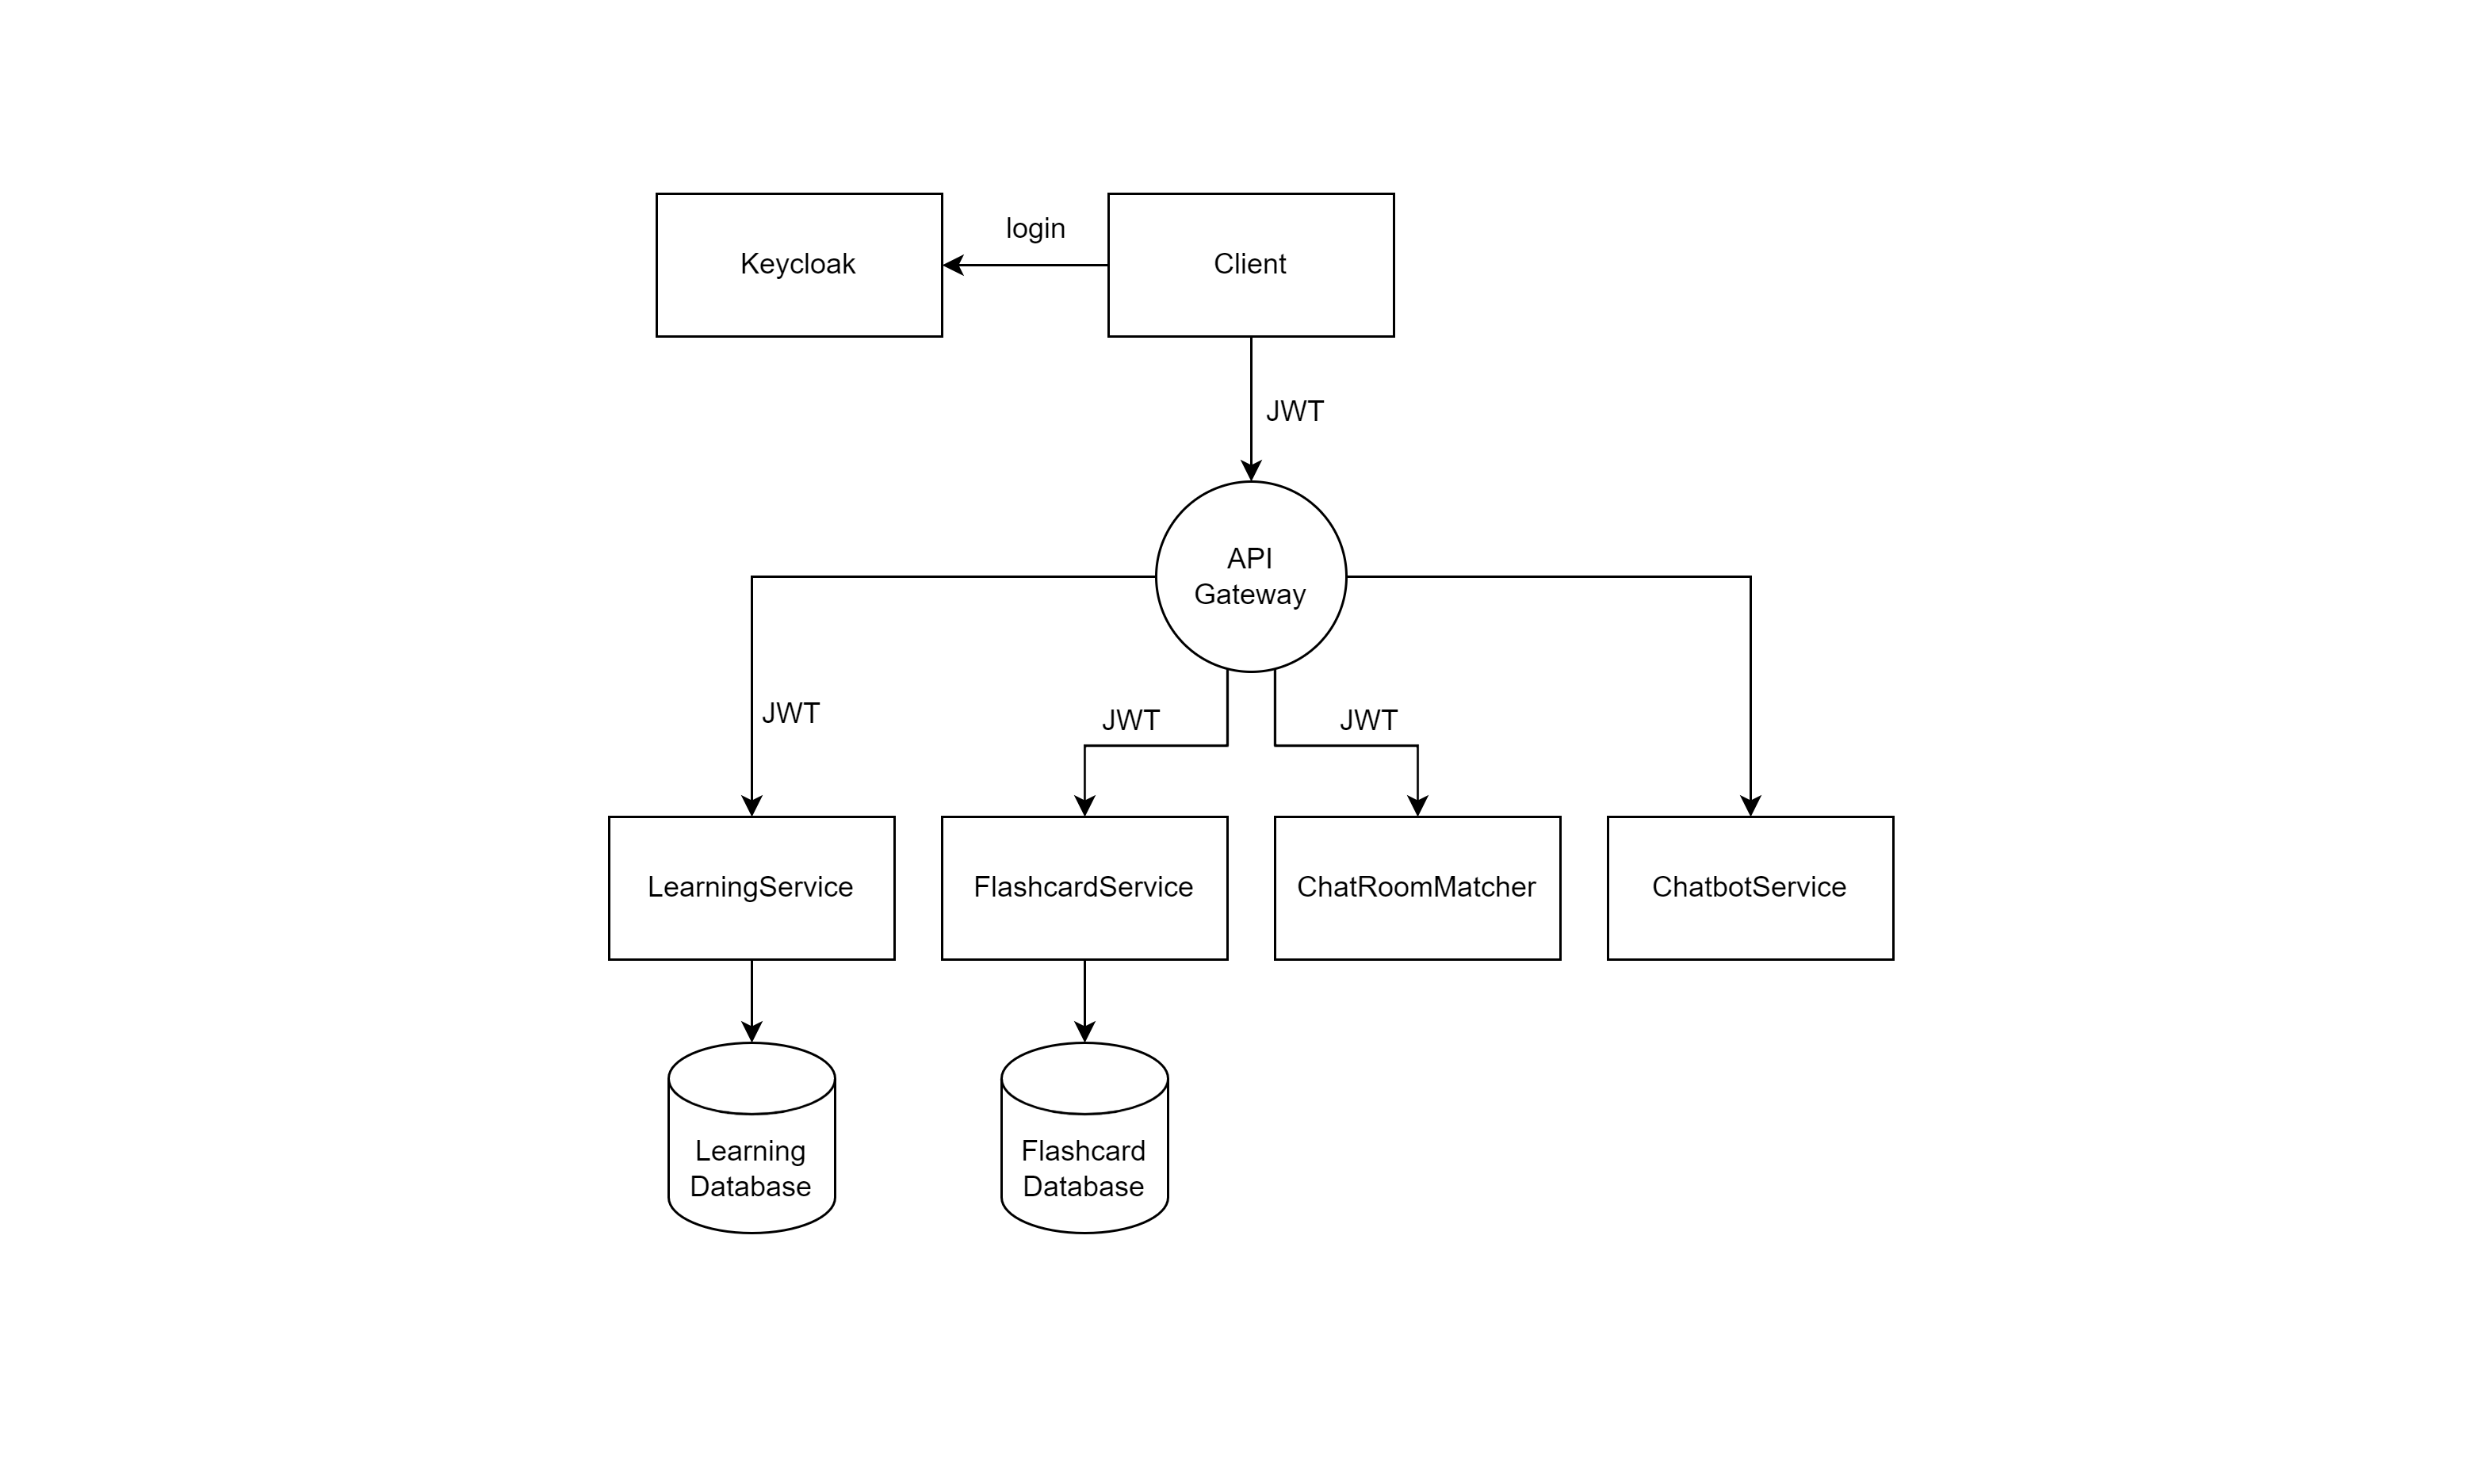 Keycloak
login
Client
JWT
API
Gateway
JWT
JWT
JWT
LearningService
FlashcardService
ChatRoomMatcher
ChatbotService
Learning
Database
Flashcard
Database